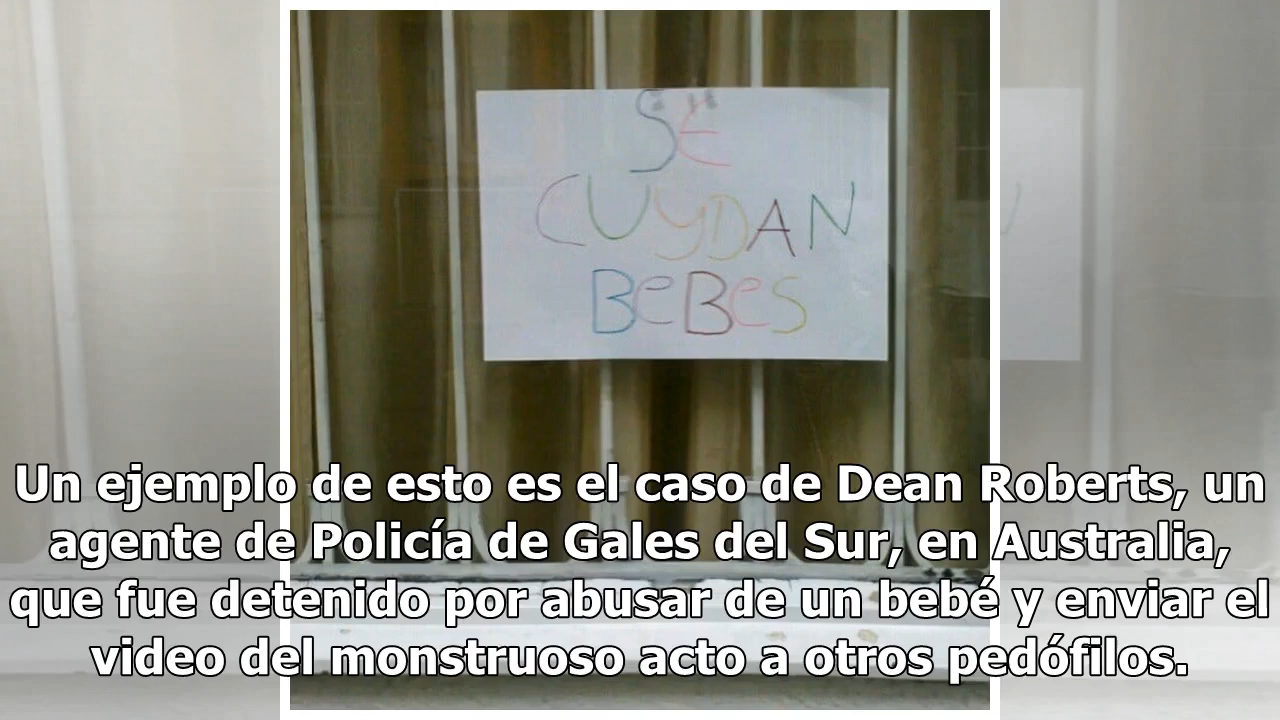 SE
CUYDAN
BEBES
Un ejemplo de esto es el caso de Dean Roberts, un
agente de Policía de Gales del Sur, en Australia,
que fue detenido por abusar de un bebé y enviar el
video del monstruoso acto a otros pedófilos.